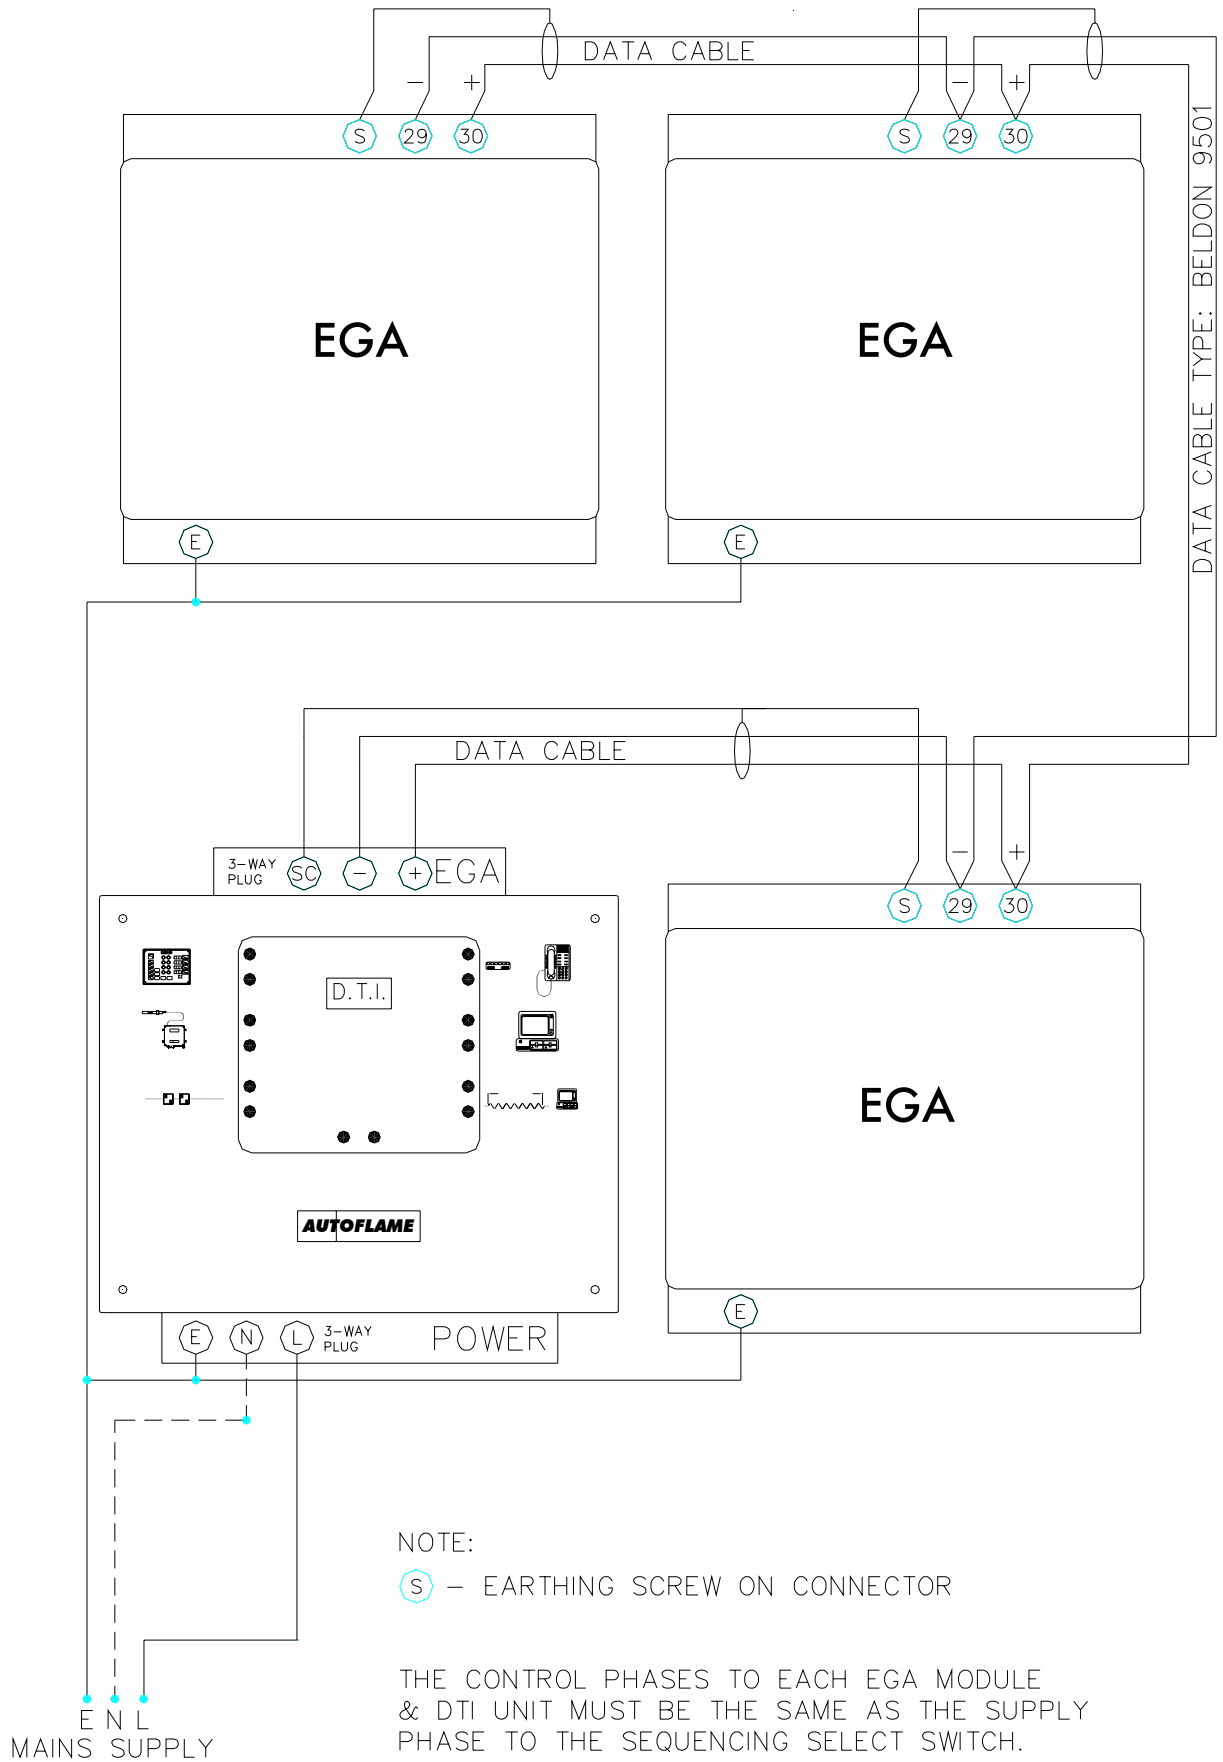 DATA CABLE
- + - +
S 29 30 S 29 30
EGA EGA
DATA CABLE TYPE: BELDON 9501
E E
DATA CABLE
3-WAY
PLUG
SC - + EGA
- +
S 29 30
D.T.I.
EGA
AUTOFLAME
E N L
3-WAY
PLUG
POWER
E
NOTE:
S - EARTHING SCREW ON CONNECTOR
THE CONTROL PHASES TO EACH EGA MODULE
& DTI UNIT MUST BE THE SAME AS THE SUPPLY
PHASE TO THE SEQUENCING SELECT SWITCH.
E N L
MAINS SUPPLY